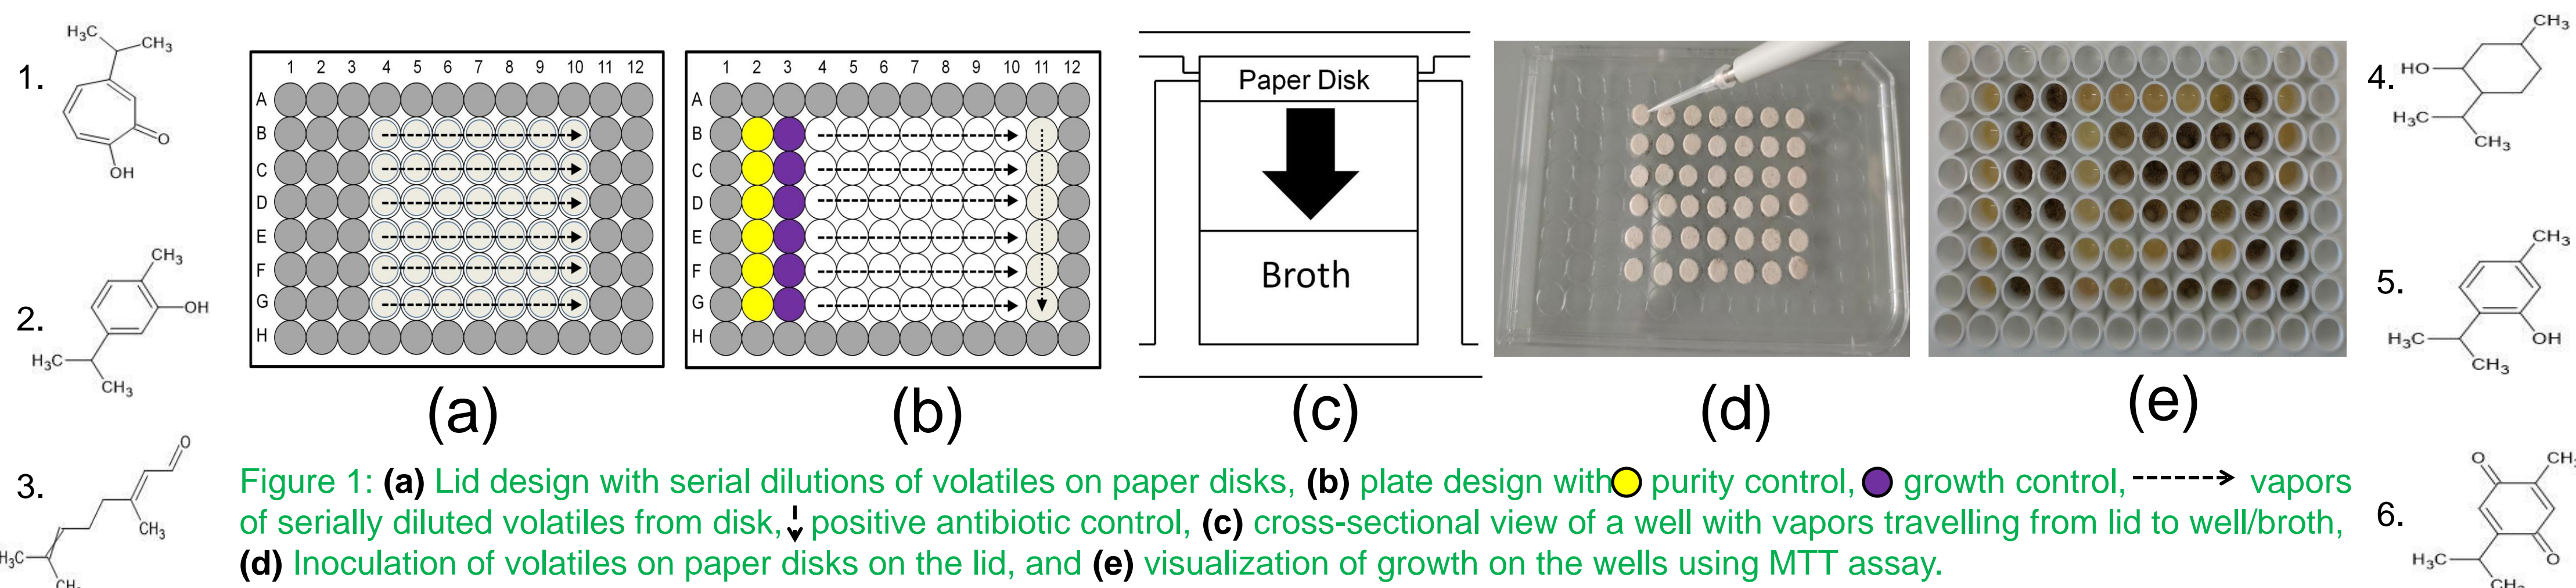 1.
H₃C
CH₃
O
OH
2.
CH₃
OH
H₃C
CH₃
3.
O
CH₃
H₃C
CH₃
1 2 3 4 5 6 7 8 9 10 11 12
A
B
C
D
E
F
G
H
(a)
1 2 3 4 5 6 7 8 9 10 11 12
A
B
C
D
E
F
G
H
(b)
Paper Disk
Broth
(c)
(d)
(e)
4.
CH₃
HO
H₃C
CH₃
5.
CH₃
H₃C
OH
CH₃
6.
O
CH₃
O
H₃C
CH₃
Figure 1: (a) Lid design with serial dilutions of volatiles on paper disks, (b) plate design with purity control, growth control, vapors
of serially diluted volatiles from disk, positive antibiotic control, (c) cross-sectional view of a well with vapors travelling from lid to well/broth,
(d) Inoculation of volatiles on paper disks on the lid, and (e) visualization of growth on the wells using MTT assay.